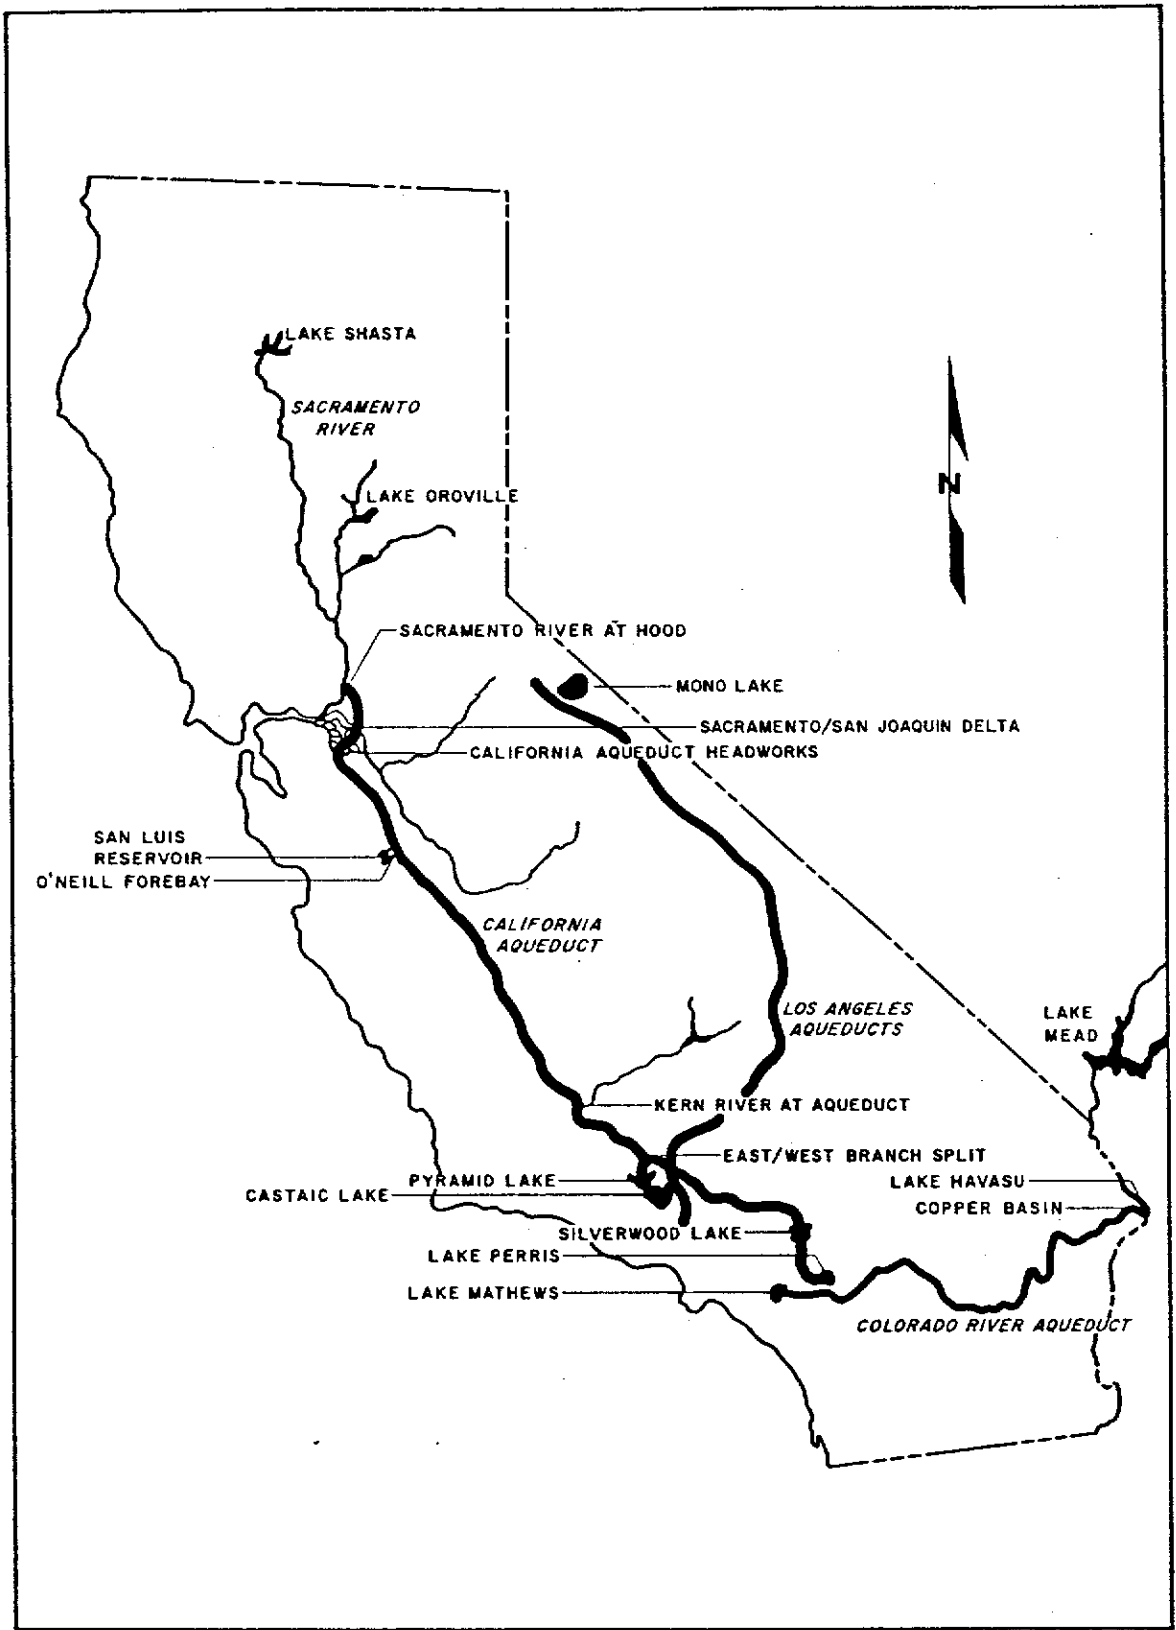 LAKE SHASTA
SACRAMENTO
RIVER
LAKE OROVILLE
N
SACRAMENTO RIVER AT HOOD
MONO LAKE
SACRAMENTO/SAN JOAQUIN DELTA
CALIFORNIA AQUEDUCT HEADWORKS
SAN LUIS
RESERVOIR
O'NEILL FOREBAY
CALIFORNIA
AQUEDUCT
LOS ANGELES
AQUEDUCTS
LAKE
MEAD
KERN RIVER AT AQUEDUCT
EAST/WEST BRANCH SPLIT
PYRAMID LAKE
LAKE HAVASU
CASTAIC LAKE
COPPER BASIN
SILVERWOOD LAKE
LAKE PERRIS
LAKE MATHEWS
COLORADO RIVER AQUEDUCT